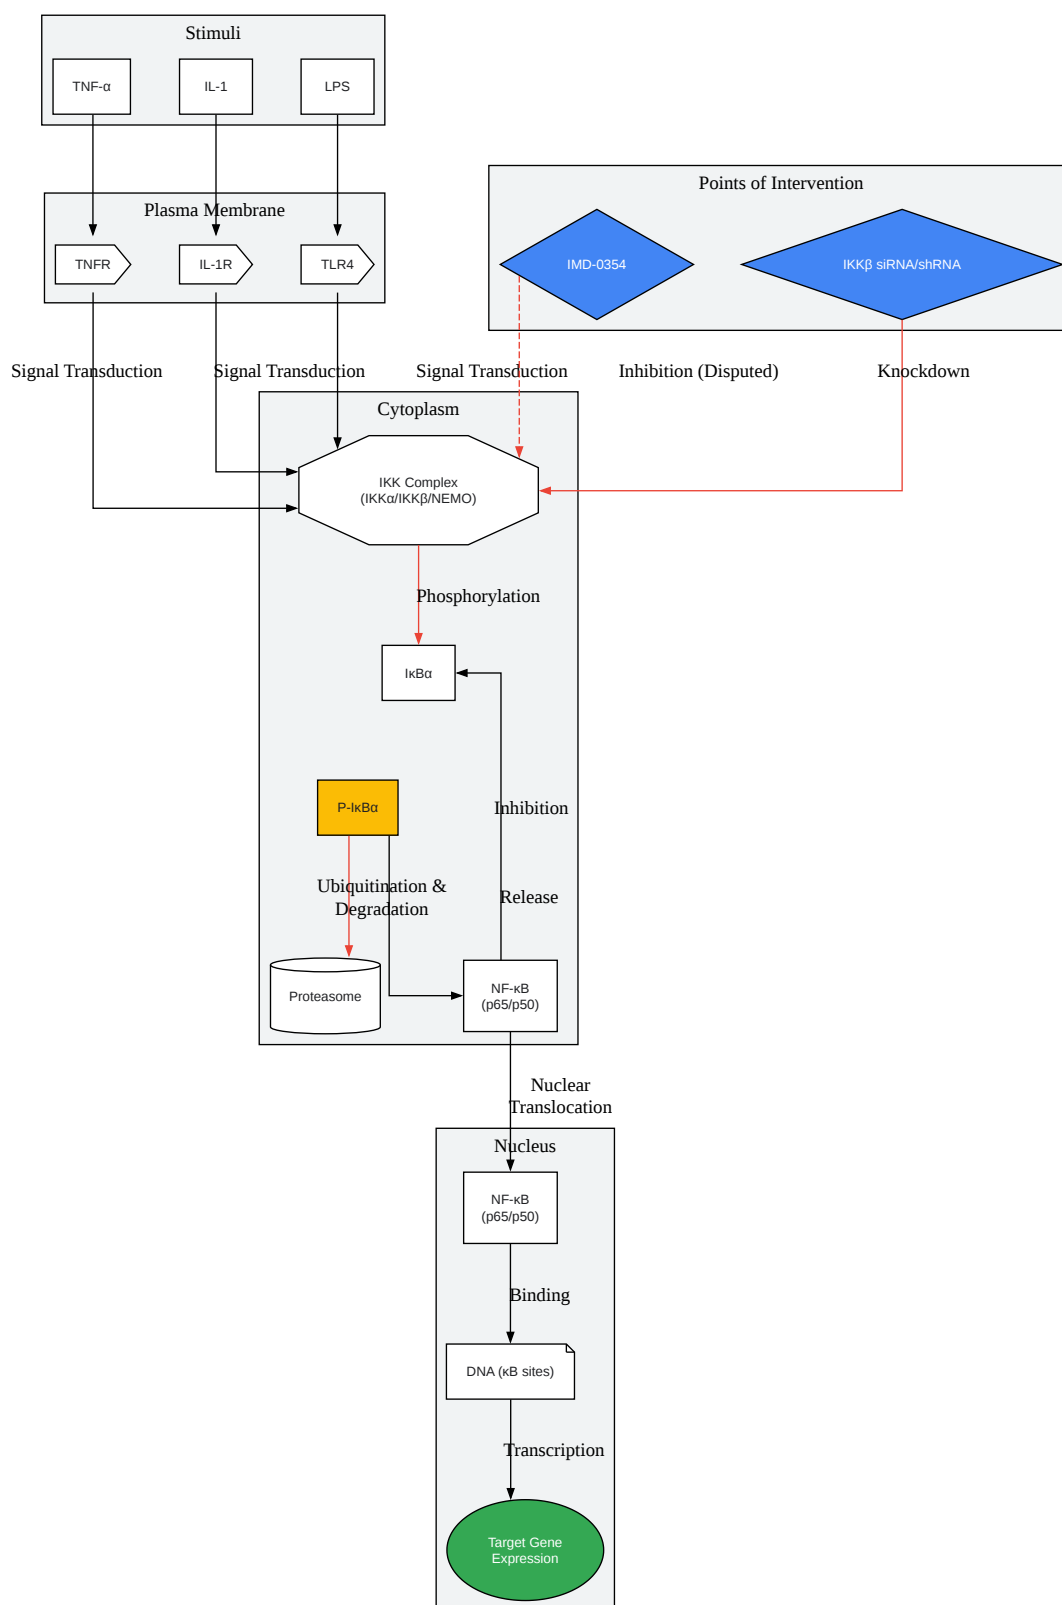 Stimuli
TNF-α
IL-1
LPS
Points of Intervention
Plasma Membrane
TNFR
IL-1R
TLR4
IMD-0354
IKKβ siRNA/shRNA
Signal Transduction
Signal Transduction
Signal Transduction
Inhibition (Disputed)
Knockdown
Cytoplasm
IKK Complex
(IKKα/IKKβ/NEMO)
Phosphorylation
IκBα
P-IκBα
Inhibition
Ubiquitination &
Degradation
Release
Proteasome
NF-κB
(p65/p50)
Nuclear
Translocation
Nucleus
NF-κB
(p65/p50)
Binding
DNA (κB sites)
Transcription
Target Gene
Expression